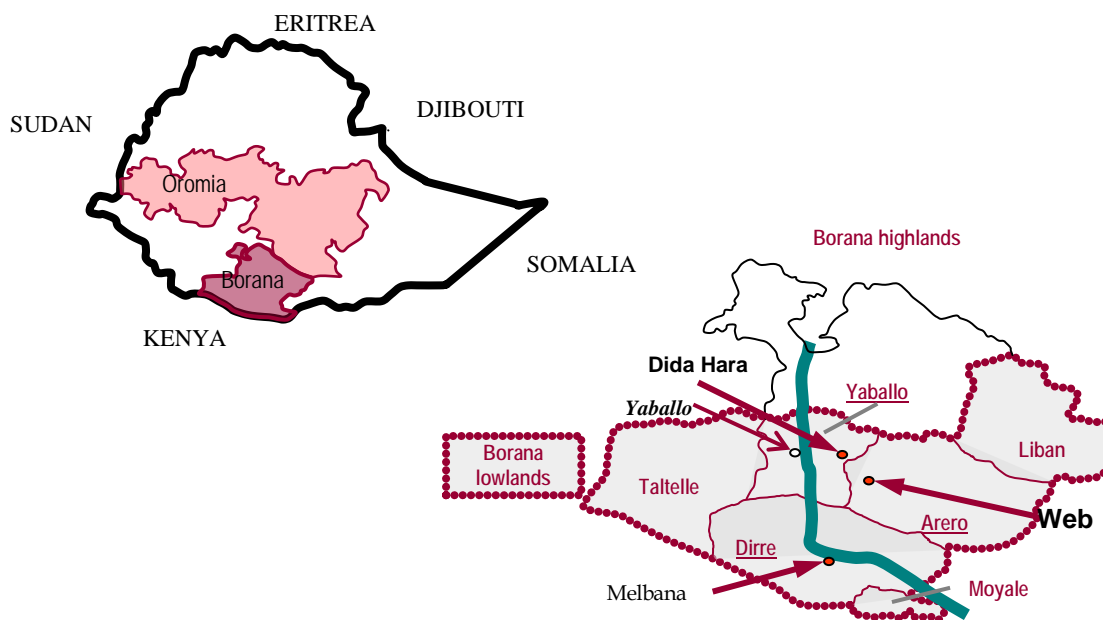 ERITREA
DJIBOUTI
SUDAN
Oromia
SOMALIA
Borana
KENYA
Borana highlands
Dida Hara
Yaballo
Yaballo
Borana
lowlands
Liban
Taltelle
Web
Arero
Dirre
Melbana
Moyale